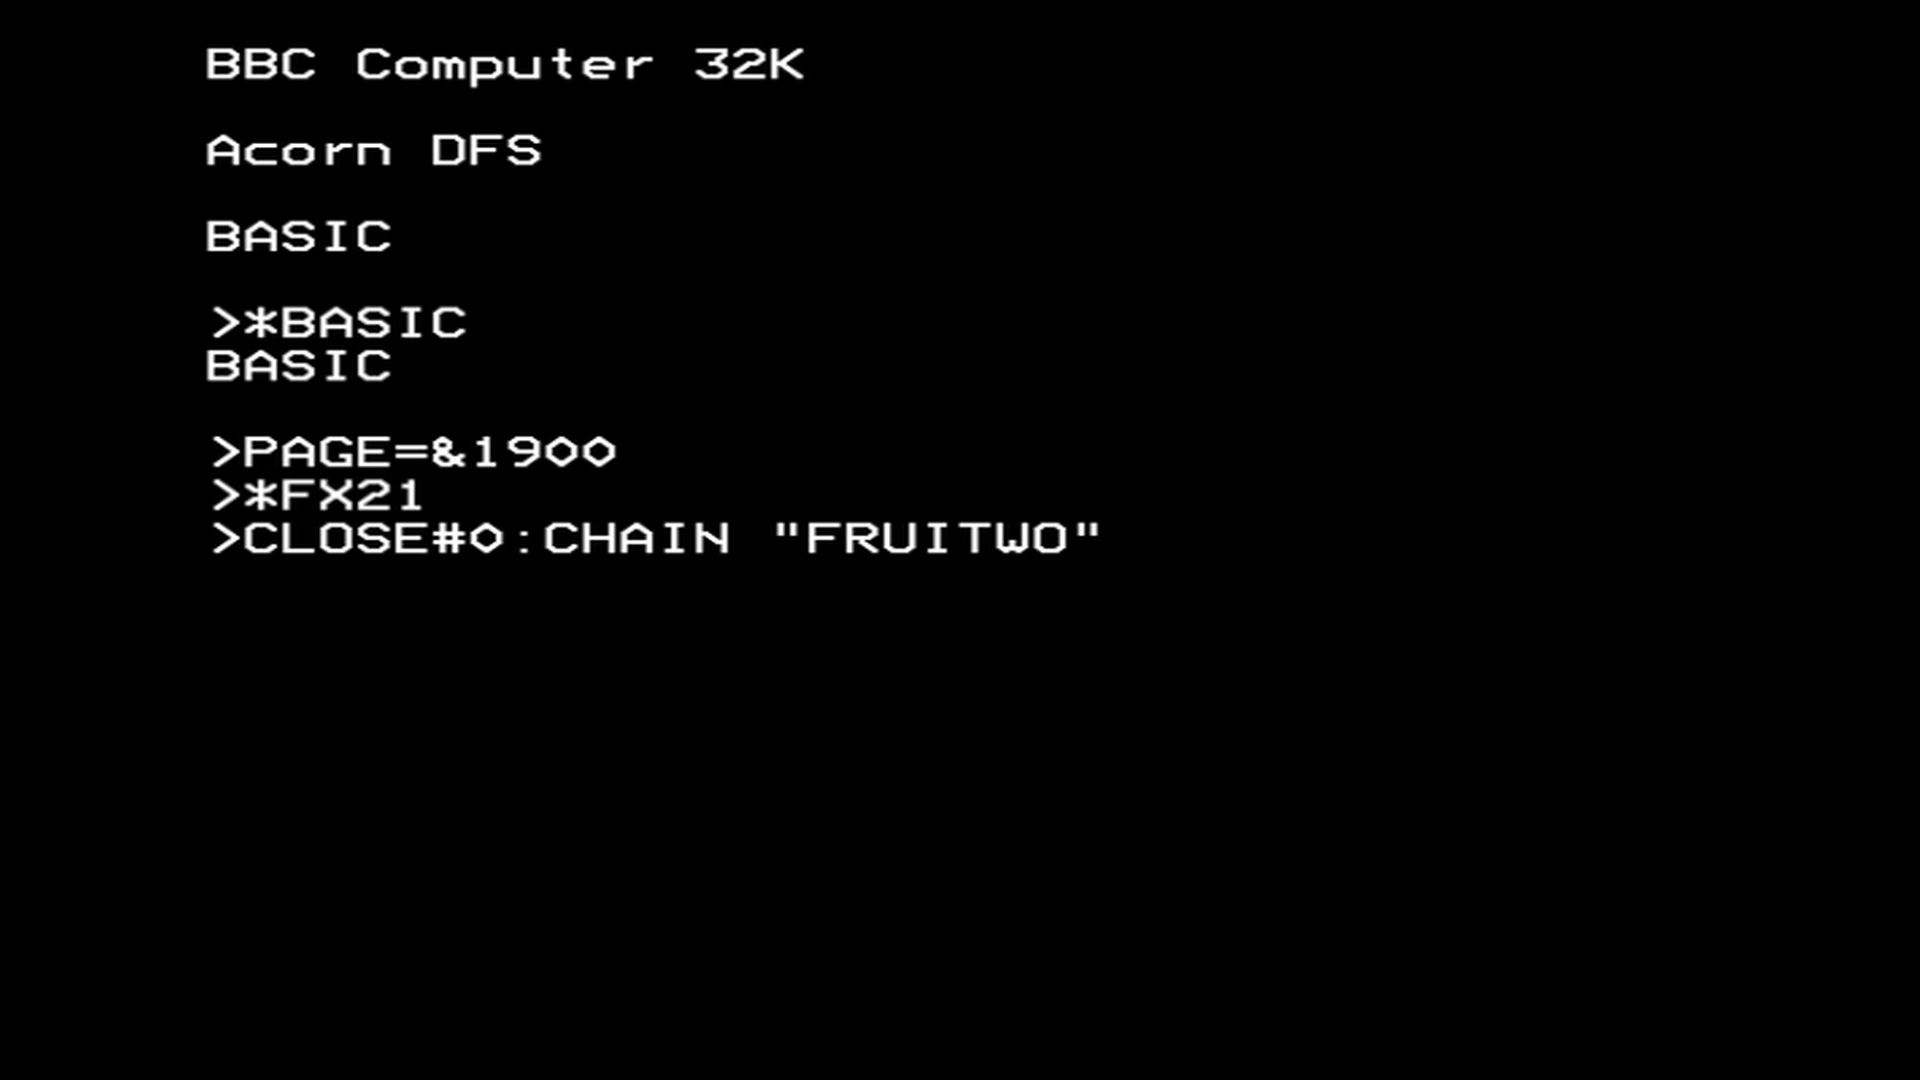 BBC Computer 32K
Acorn DFS
BASIC
>*BASIC
BASIC
>PAGE=&1900
>*FX21
>CLOSE#0:CHAIN "FRUITWO"